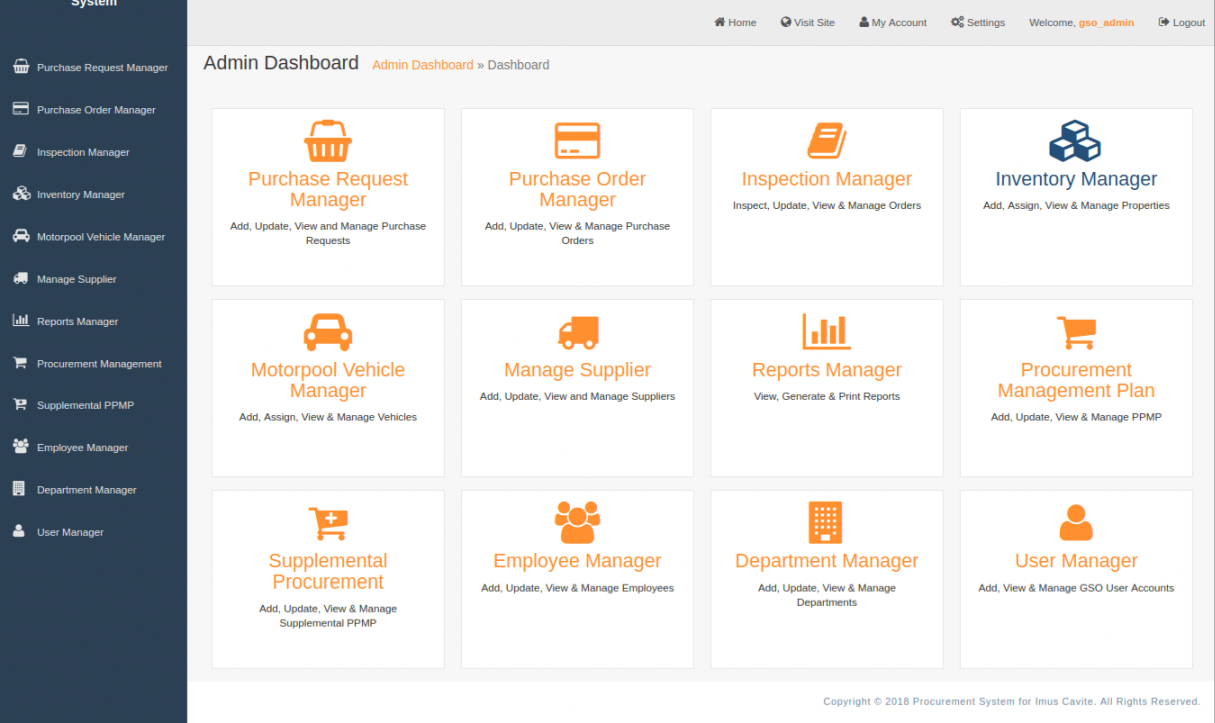 System
Home
Visit Site
My Account
Settings
Welcome, gso_admin
Logout
Purchase Request Manager
Purchase Order Manager
Inspection Manager
Inventory Manager
Motorpool Vehicle Manager
Manage Supplier
Reports Manager
Procurement Management
Supplemental PPMP
Employee Manager
Department Manager
User Manager
Admin Dashboard
Admin Dashboard » Dashboard
Purchase Request
Manager
Add, Update, View and Manage Purchase
Requests
Purchase Order
Manager
Add, Update, View & Manage Purchase
Orders
Inspection Manager
Inspect, Update, View & Manage Orders
Inventory Manager
Add, Assign, View & Manage Properties
Motorpool Vehicle
Manager
Add, Assign, View & Manage Vehicles
Manage Supplier
Add, Update, View and Manage Suppliers
Reports Manager
View, Generate & Print Reports
Procurement
Management Plan
Add, Update, View & Manage PPMP
Supplemental
Procurement
Add, Update, View & Manage
Supplemental PPMP
Employee Manager
Add, Update, View & Manage Employees
Department Manager
Add, Update, View & Manage
Departments
User Manager
Add, View & Manage GSO User Accounts
Copyright © 2018 Procurement System for Imus Cavite. All Rights Reserved.